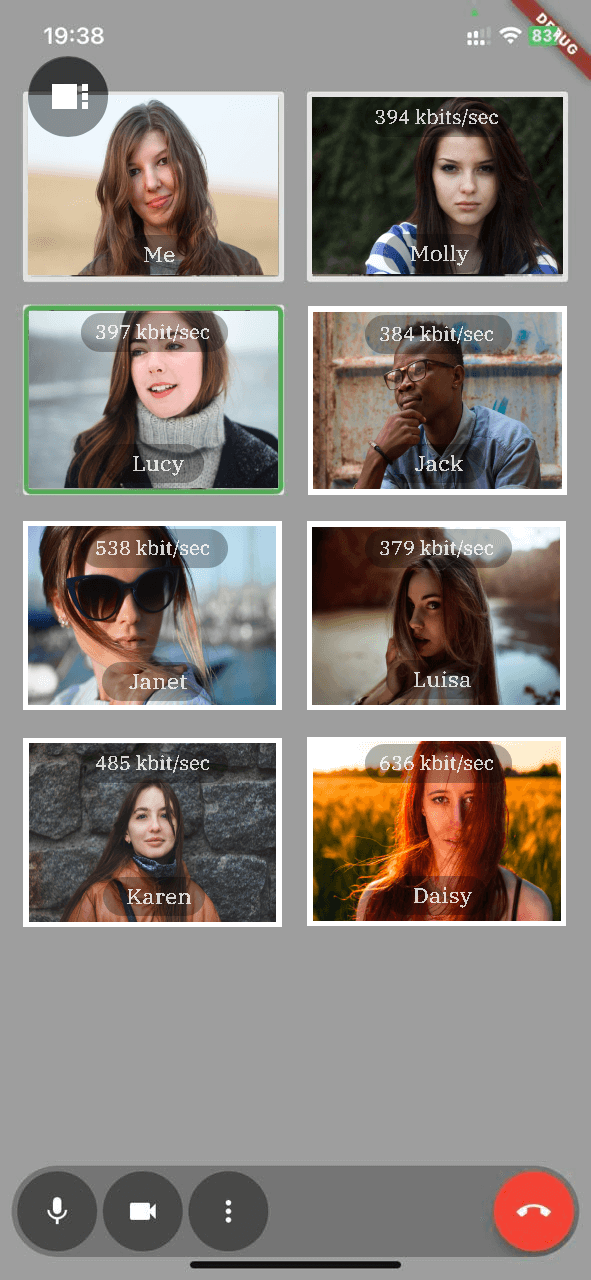 19:38
83
DEBUG
394 kbits/sec
Me
Molly
397 kbit/sec
384 kbit/sec
Lucy
Jack
538 kbit/sec
379 kbit/sec
Janet
Luisa
485 kbit/sec
636 kbit/sec
Karen
Daisy